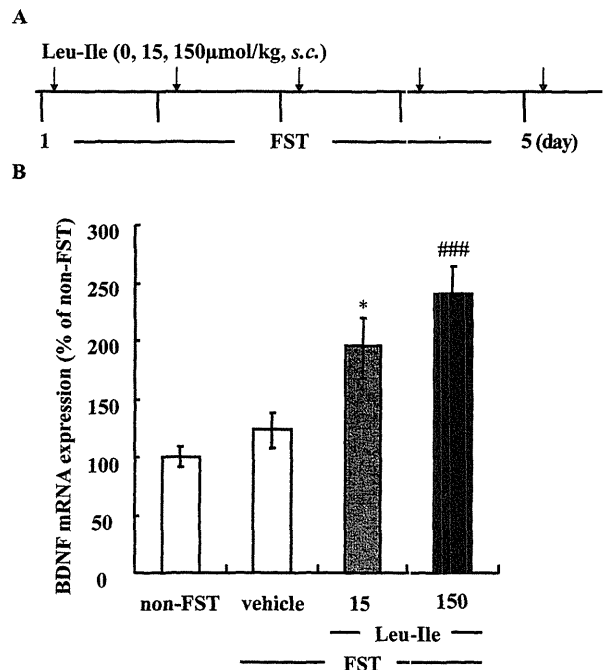 A
Leu-Ile (0, 15, 150μmol/kg, s.c.)
1 FST 5 (day)
B
BDNF mRNA expression (% of non-FST)
300
250
200
150
100
50
0
*
###
non-FST vehicle 15 150
Leu-Ile
FST